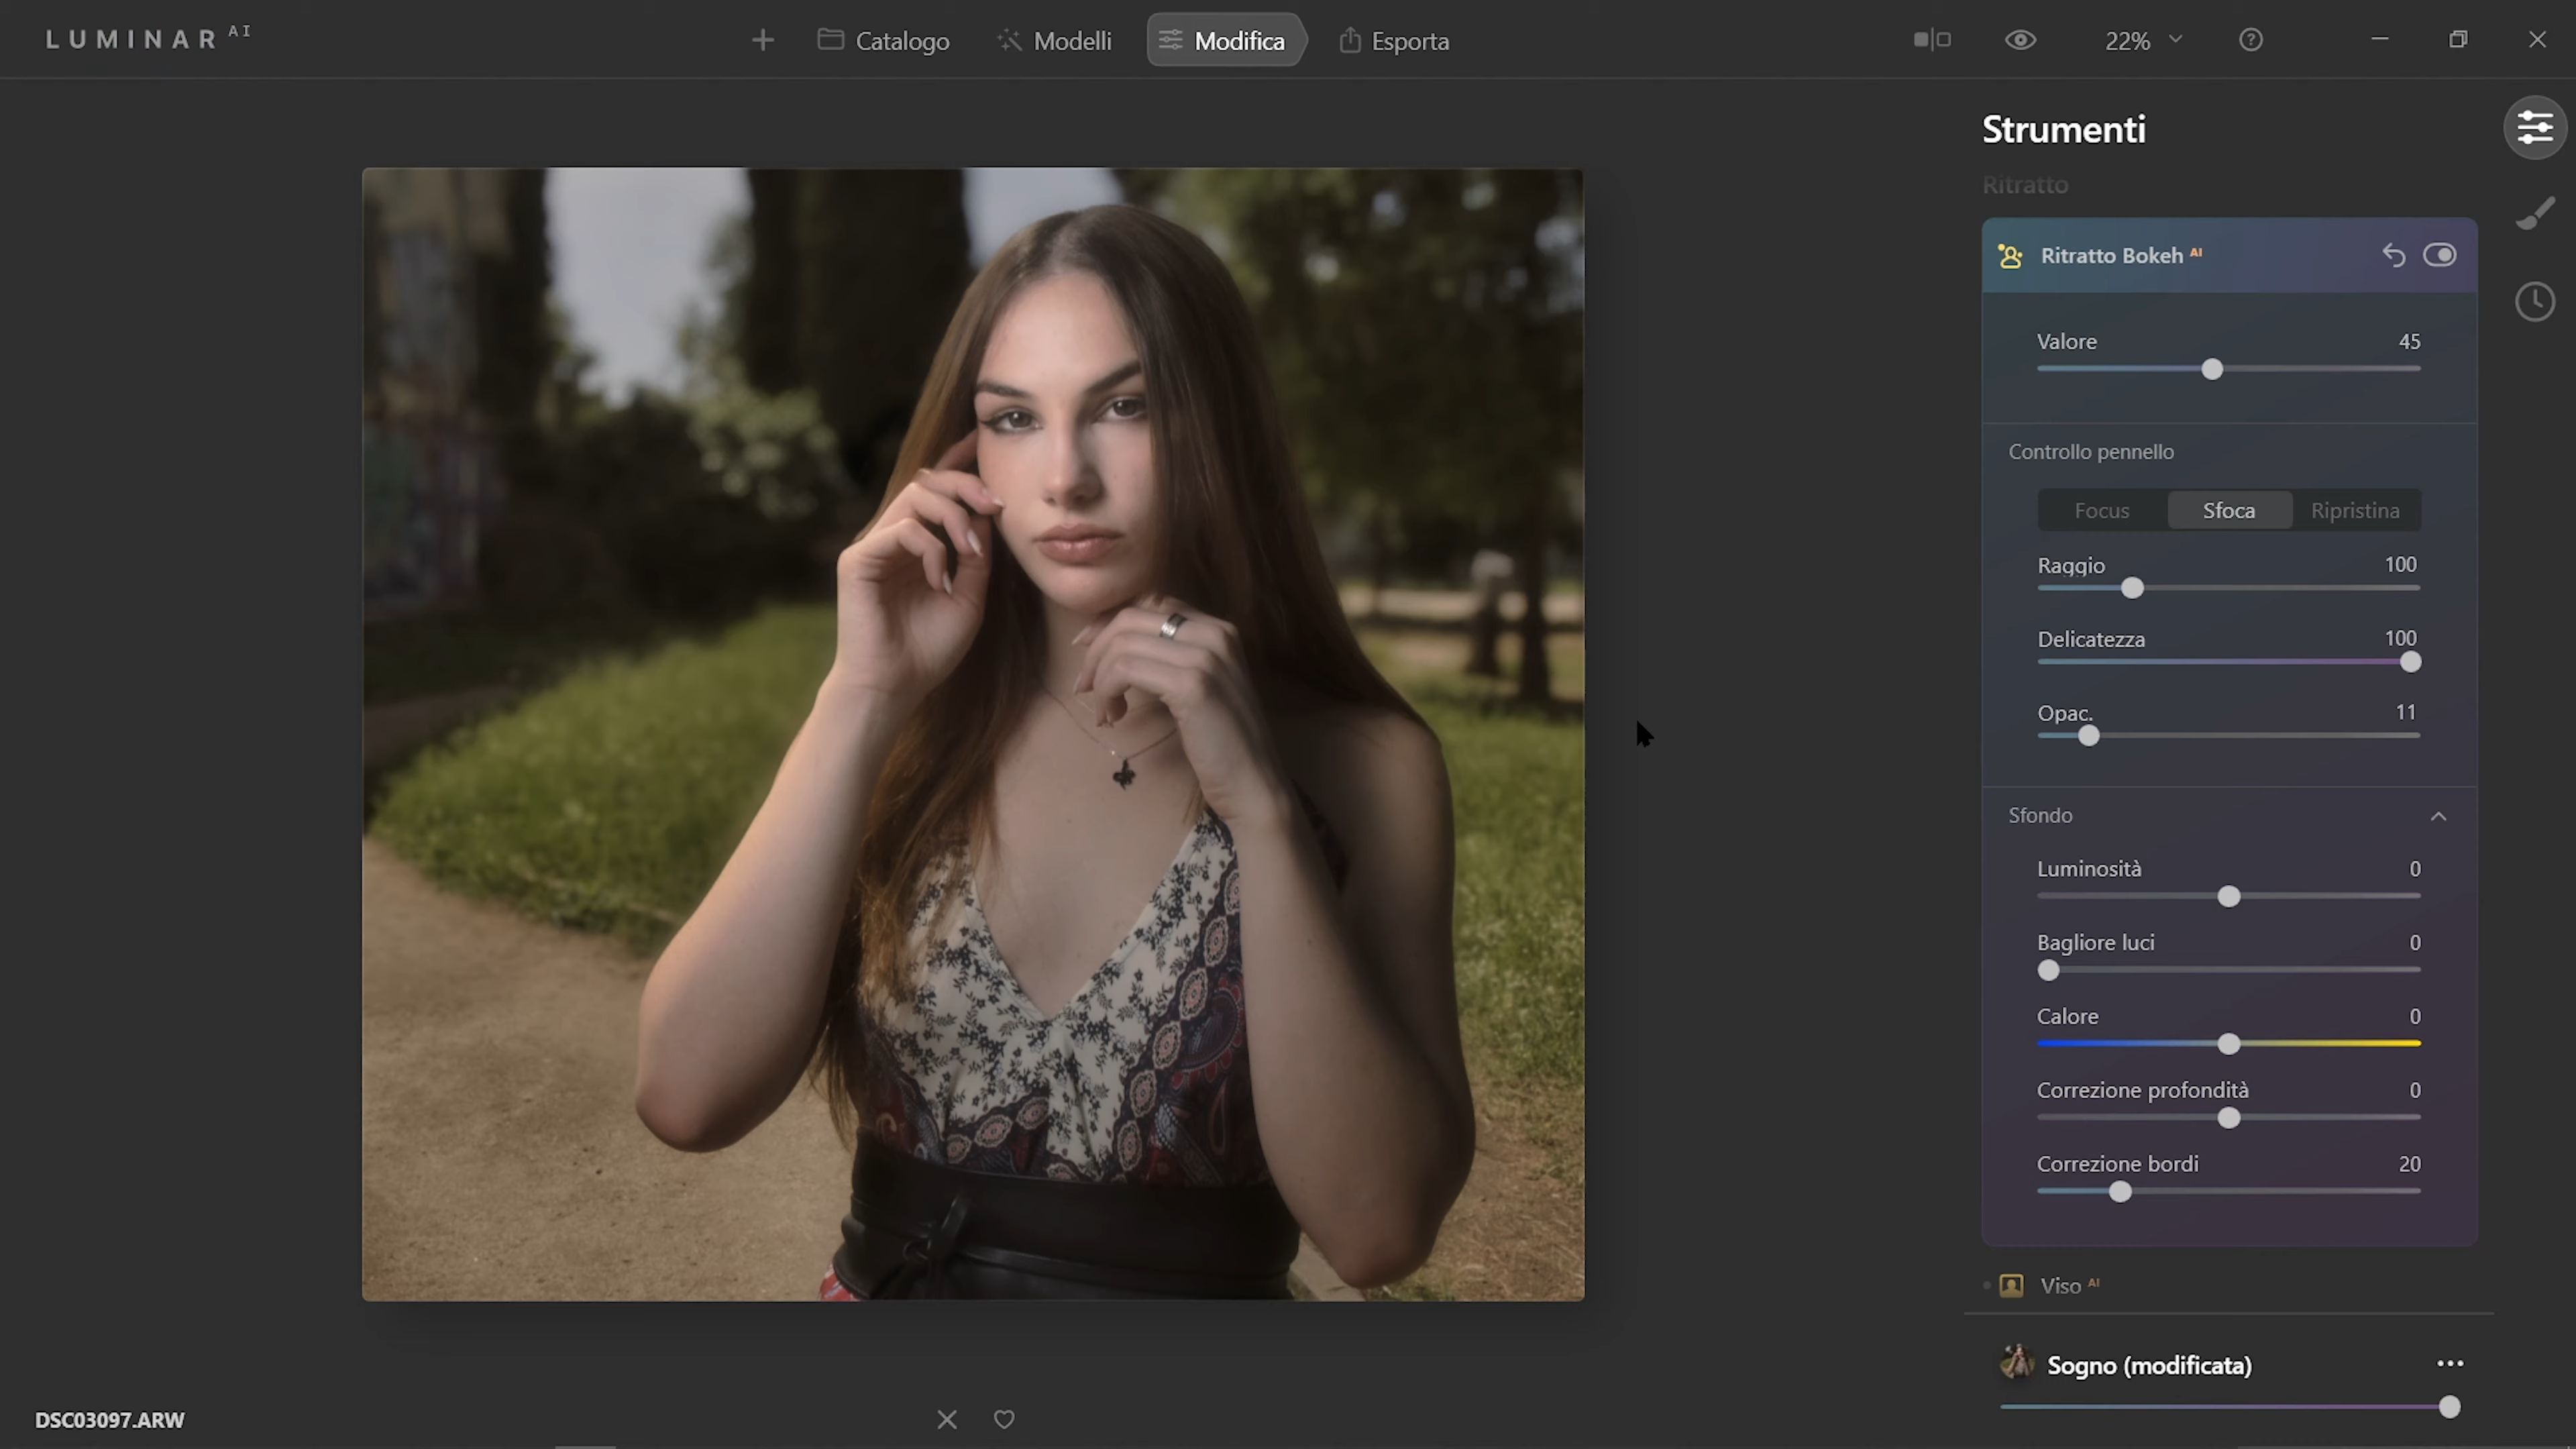 LUMINAR AI
Catalogo
Modelli
Modifica
Esporta
22%
Strumenti
Ritratto
Ritratto Bokeh AI
Valore 45
Controllo pennello
Focus Sfoca Ripristina
Raggio 100
Delicatezza 100
Opac. 11
Sfondo
Luminosità 0
Bagliore luci 0
Calore 0
Correzione profondità 0
Correzione bordi 20
Viso AI
Sogno (modificata)
DSC03097.ARW